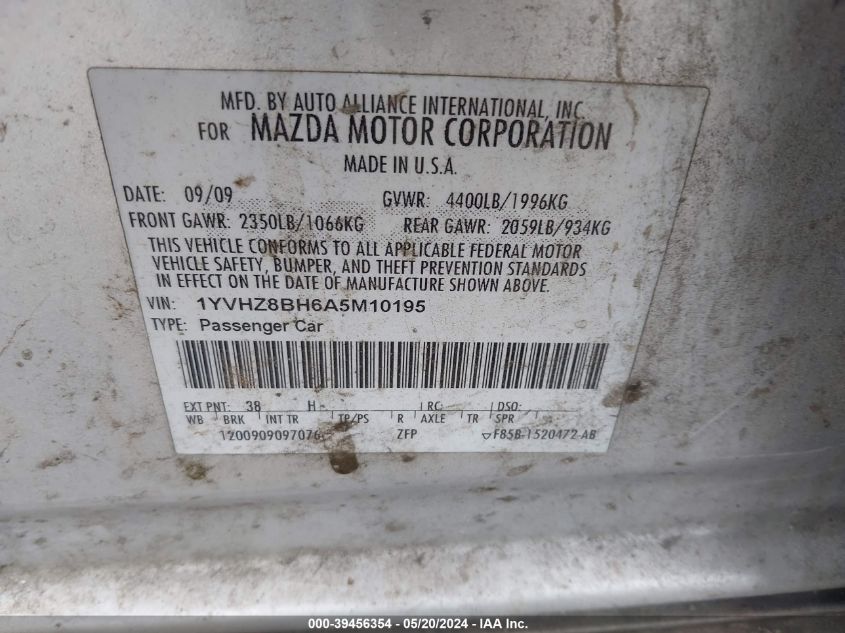 MFD. BY AUTO ALLIANCE INTERNATIONAL, INC.
FOR MAZDA MOTOR CORPORATION
MADE IN U.S.A.
DATE: 09/09 GVWR: 4400LB/1996KG
FRONT GAWR: 2350LB/1066KG REAR GAWR: 2059LB/934KG
THIS VEHICLE CONFORMS TO ALL APPLICABLE FEDERAL MOTOR
VEHICLE SAFETY, BUMPER, AND THEFT PREVENTION STANDARDS
IN EFFECT ON THE DATE OF MANUFACTURE SHOWN ABOVE.
VIN: 1YVHZ8BH6A5M10195
TYPE: Passenger Car
EXT PNT: 38 H- RC: DSO:
WB BRK INT TR TP/PS R AXLE TR SPR
1200909097076 ZFP F85B-1520472-AB
000-39456354 / 05/20/2024 - IAA Inc.